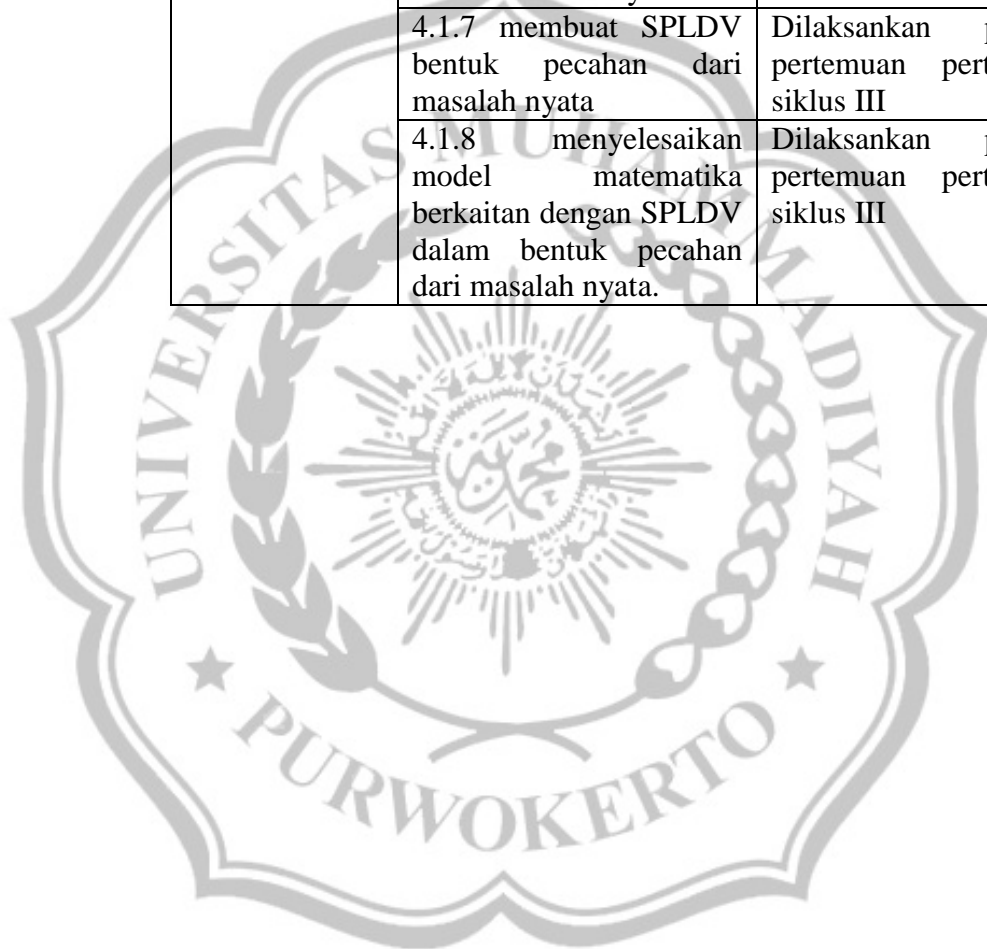 4.1.7 membuat SPLDV
bentuk pecahan dari
masalah nyata
Dilaksankan
pertemuan
siklus III
4.1.8 menyelesaikan
model matematika
berkaitan dengan SPLDV
dalam bentuk pecahan
dari masalah nyata.
Dilaksankan
pertemuan
siklus III
UNIVERSITAS MUHAMMADIYAH
PURWOKERTO